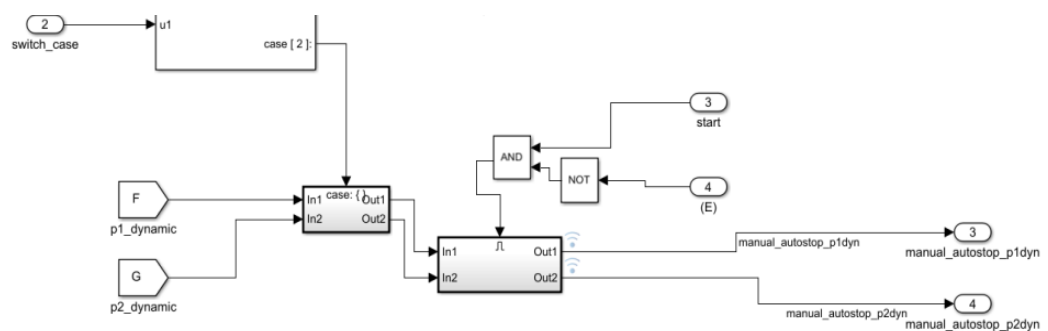 2
switch_case
u1
case [ 2 ]:
3
start
AND
NOT
4
(E)
F
p1_dynamic
case: { }
In1
Out1
In2
Out2
G
p2_dynamic
In1
Out1
In2
Out2
manual_autostop_p1dyn
3
manual_autostop_p1dyn
manual_autostop_p2dyn
4
manual_autostop_p2dyn